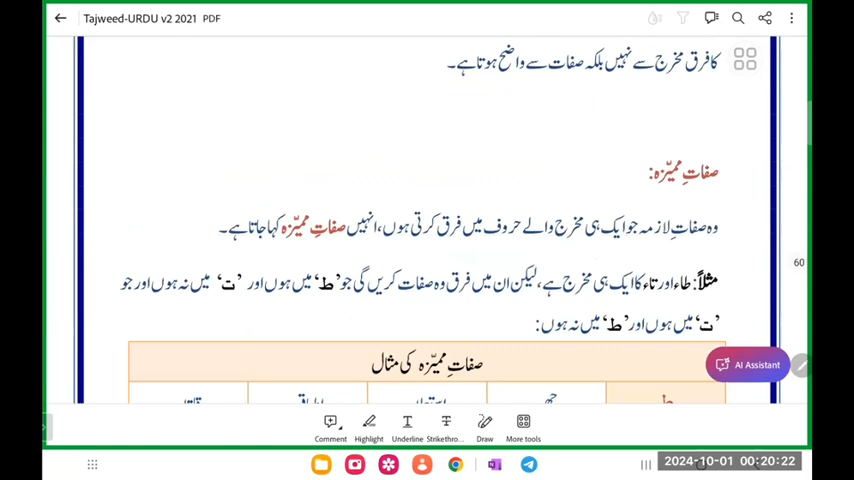 Tajweed-URDU v2 2021 PDF
کا فرق مخرج سے نہیں بلکہ صفات سے واضح ہوتا ہے۔
صفاتِ ممیّزہ:
وہ صفاتِ لازمہ جو ایک ہی مخرج والے حروف میں فرق کرتی ہوں، انہیں صفاتِ ممیّزہ کہا جاتا ہے۔
60
مثلاً: طاء اور تاء کا ایک ہی مخرج ہے، لیکن ان میں فرق وہ صفات کریں گی جو ’ط‘ میں ہوں اور ’ت‘ میں نہ ہوں اور جو
’ت‘ میں ہوں اور ’ط‘ میں نہ ہوں:
صفاتِ ممیّزہ کی مثال
AI Assistant
Comment Highlight Underline Strikethro... Draw More tools
2024-10-01 00:20:22